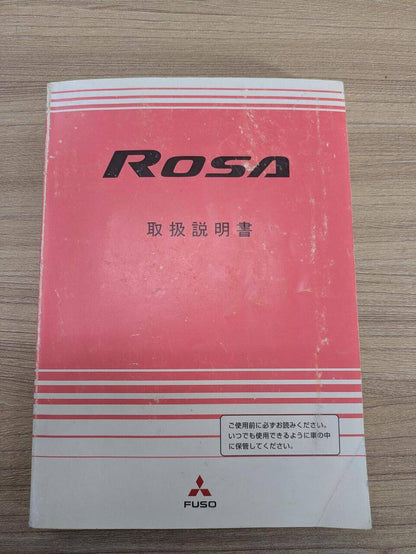 ROSA
取扱説明書
ご使用前に必ずお読みください。
いつでも使用できるように車の中
に保管してください。
FUSO